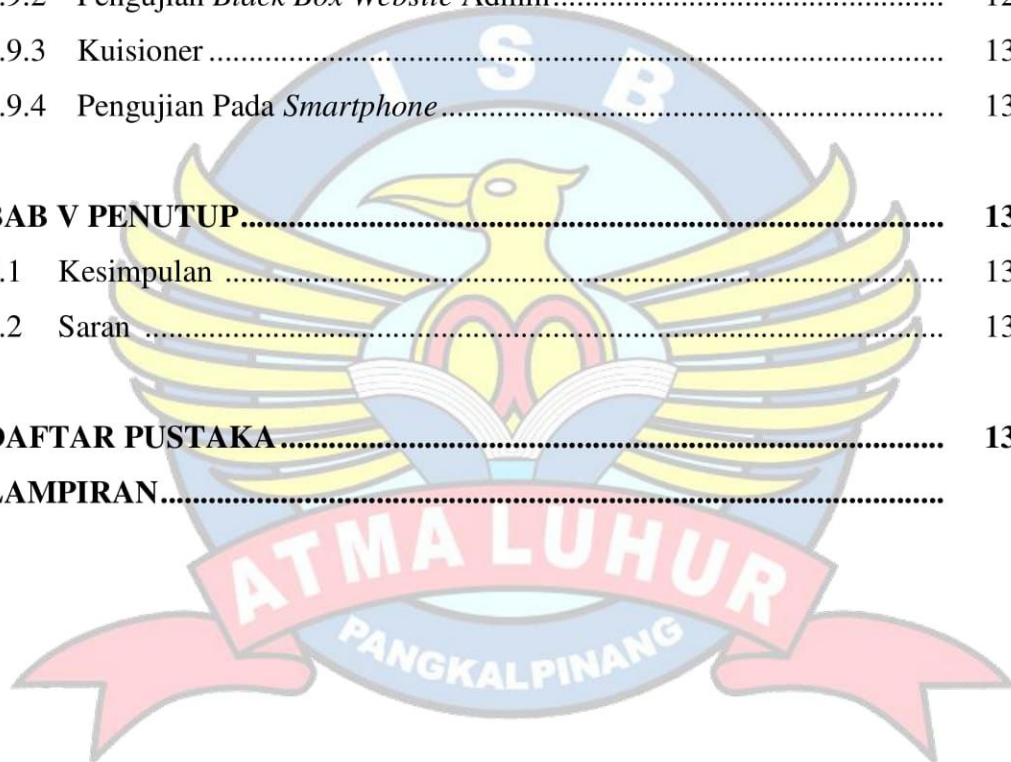 .9.2 Pengujian Black Box Website Admin.......... 12
.9.3 Kuisioner.......... 13
.9.4 Pengujian Pada Smartphone.......... 13
BAB V PENUTUP.......... 13
.1 Kesimpulan .......... 13
.2 Saran .......... 13
DAFTAR PUSTAKA.......... 13
LAMPIRAN..........
I S B
ATMA LUHUR
PANGKALPINANG